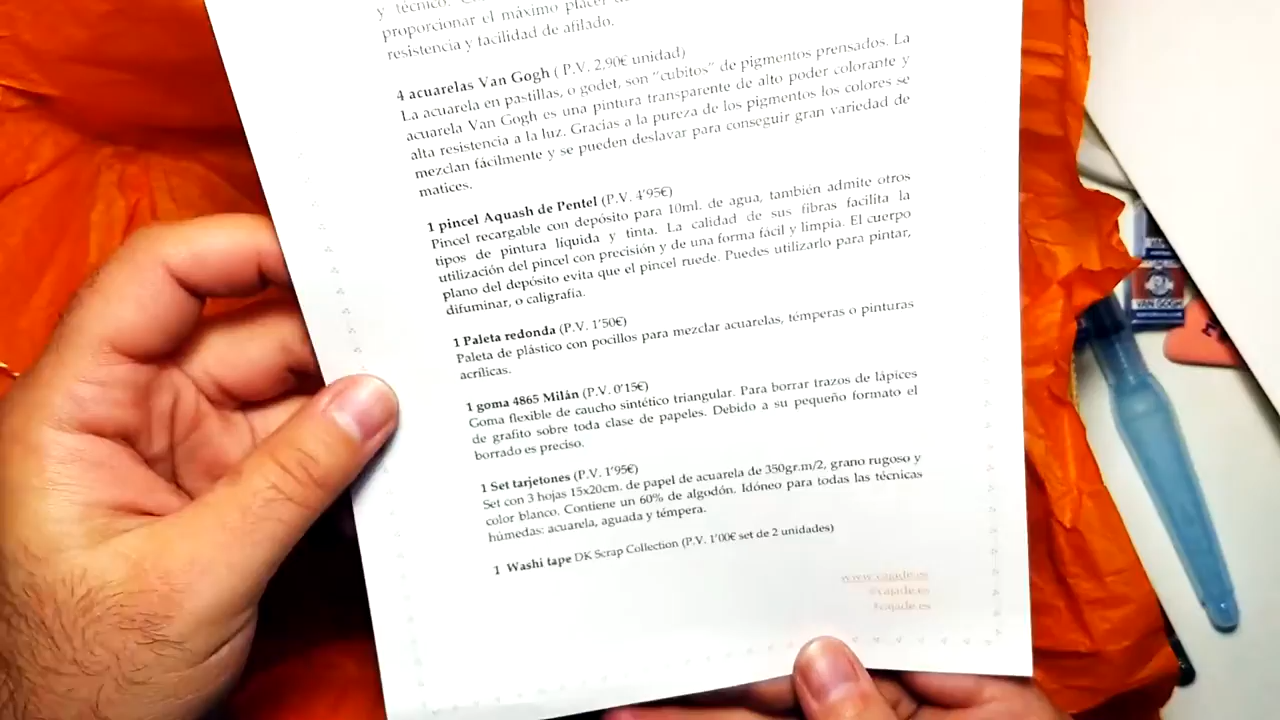 y técnico.
proporcionar el máximo placer
resistencia y facilidad de afilado.
4 acuarelas Van Gogh ( P.V. 2.90€ unidad)
La acuarela en pastillas, o godet, son “cubitos” de pigmentos prensados. La
acuarela Van Gogh es una pintura transparente de alto poder colorante y
alta resistencia a la luz. Gracias a la pureza de los pigmentos los colores se
mezclan fácilmente y se pueden deslavar para conseguir gran variedad de
matices.
1 pincel Aquash de Pentel (P.V. 4'95€)
Pincel recargable con depósito para 10ml. de agua, también admite otros
tipos de pintura líquida y tinta. La calidad de sus fibras facilita la
utilización del pincel con precisión y de una forma fácil y limpia. El cuerpo
plano del depósito evita que el pincel ruede. Puedes utilizarlo para pintar,
difuminar, o caligrafía.
1 Paleta redonda (P.V. 1'50€)
Paleta de plástico con pocillos para mezclar acuarelas, témperas o pinturas
acrílicas.
1 goma 4865 Milán (P.V. 0'15€)
Goma flexible de caucho sintético triangular. Para borrar trazos de lápices
de grafito sobre toda clase de papeles. Debido a su pequeño formato el
borrado es preciso.
1 Set tarjetones (P.V. 1'95€)
Set con 3 hojas 15x20cm. de papel de acuarela de 350gr.m/2, grano rugoso y
color blanco. Contiene un 60% de algodón. Idóneo para todas las técnicas
húmedas: acuarela, aguada y témpera.
1 Washi tape DK Scrap Collection (P.V. 1'00€ set de 2 unidades)
www.cajade.es
@cajade.es
#cajade.es
VAN GOGH